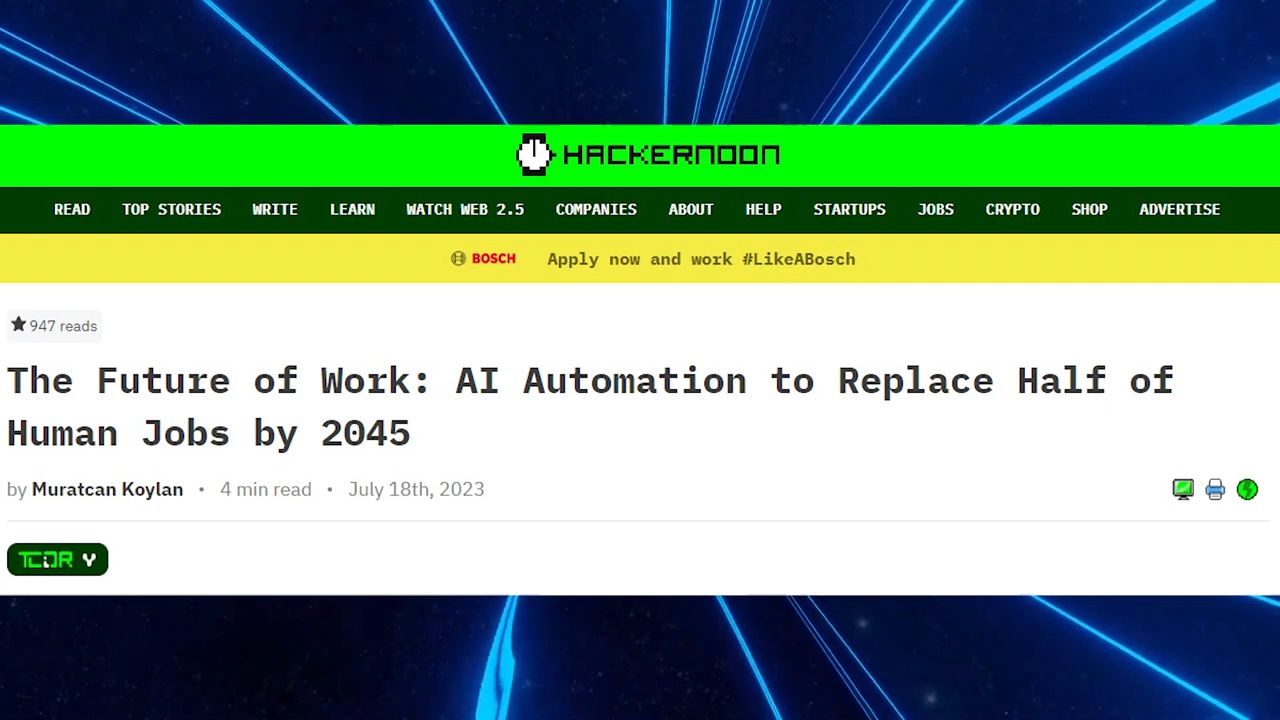 HACKERNOON
READ TOP STORIES WRITE LEARN WATCH WEB 2.5 COMPANIES ABOUT HELP STARTUPS JOBS CRYPTO SHOP ADVERTISE
BOSCH Apply now and work #LikeABosch
947 reads
The Future of Work: AI Automation to Replace Half of
Human Jobs by 2045
by Muratcan Koylan • 4 min read • July 18th, 2023